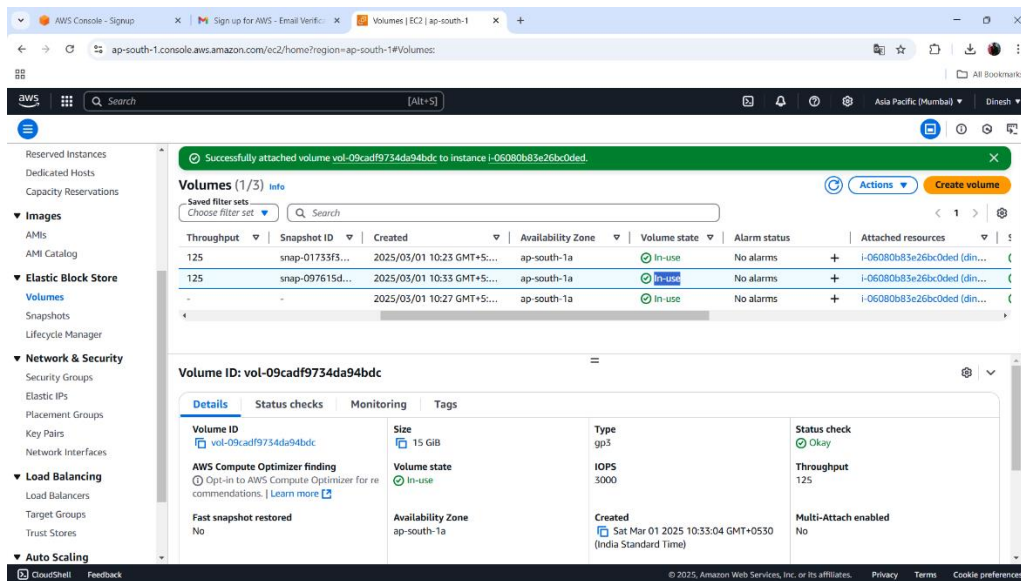 AWS Console - Signup
Sign up for AWS - Email Verific
Volumes | EC2 | ap-south-1
ap-south-1.console.aws.amazon.com/ec2/home?region=ap-south-1#Volumes:
All Bookmarks
aws Search [Alt+S] Asia Pacific (Mumbai) Dinesh
Reserved Instances
Dedicated Hosts
Capacity Reservations
Images
AMIs
AMI Catalog
Elastic Block Store
Volumes
Snapshots
Lifecycle Manager
Network & Security
Security Groups
Elastic IPs
Placement Groups
Key Pairs
Network Interfaces
Load Balancing
Load Balancers
Target Groups
Trust Stores
Auto Scaling
Successfully attached volume vol-09cadf9734da94bdc to instance i-06080b83e26bc0ded.
Volumes (1/3) Info
Actions Create volume
Saved filter sets
Choose filter set Search
1
Throughput Snapshot ID Created Availability Zone Volume state Alarm status Attached resources S
125 snap-01733f3... 2025/03/01 10:23 GMT+5:... ap-south-1a In-use No alarms + i-06080b83e26bc0ded (din...
125 snap-097615d... 2025/03/01 10:33 GMT+5:... ap-south-1a In-use No alarms + i-06080b83e26bc0ded (din...
- - 2025/03/01 10:27 GMT+5:... ap-south-1a In-use No alarms + i-06080b83e26bc0ded (din...
Volume ID: vol-09cadf9734da94bdc
Details Status checks Monitoring Tags
Volume ID Size Type Status check
vol-09cadf9734da94bdc 15 GiB gp3 Okay
AWS Compute Optimizer finding Volume state IOPS Throughput
Opt-in to AWS Compute Optimizer for re In-use 3000 125
commendations. | Learn more
Fast snapshot restored Availability Zone Created Multi-Attach enabled
No ap-south-1a Sat Mar 01 2025 10:33:04 GMT+0530 No
(India Standard Time)
CloudShell Feedback © 2025, Amazon Web Services, Inc. or its affiliates. Privacy Terms Cookie preferences